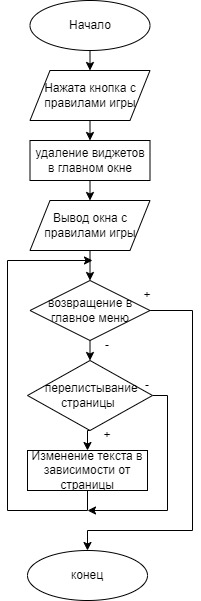 Начало
Нажата кнопка с
правилами игры
удаление виджетов
в главном окне
Вывод окна с
правилами игры
возвращение в
главное меню
+
-
перелистывание
страницы
-
+
Изменение текста в
зависимости от
страницы
конец